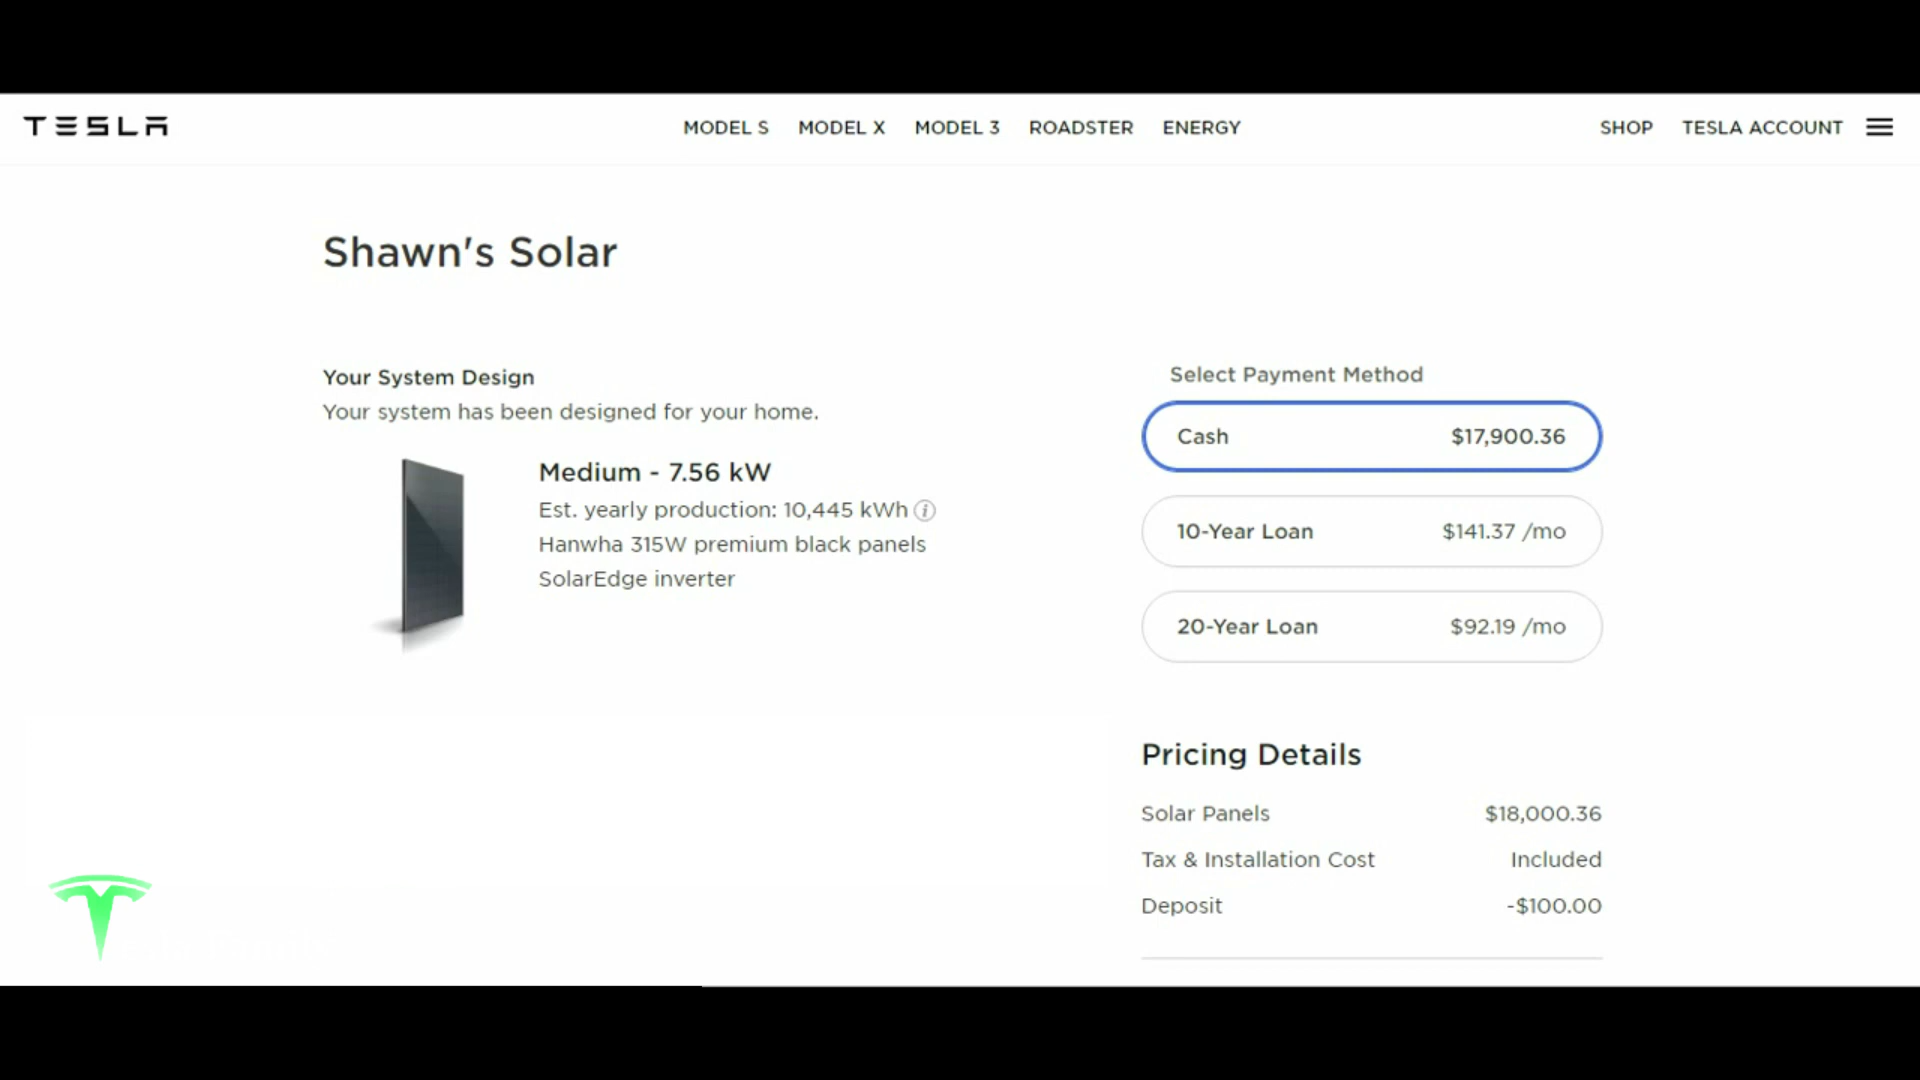 TESLA
MODEL S MODEL X MODEL 3 ROADSTER ENERGY
SHOP TESLA ACCOUNT
Shawn's Solar
Your System Design
Your system has been designed for your home.
Medium - 7.56 kW
Est. yearly production: 10,445 kWh i
Hanwha 315W premium black panels
SolarEdge inverter
Select Payment Method
Cash $17,900.36
10-Year Loan $141.37 /mo
20-Year Loan $92.19 /mo
Pricing Details
Solar Panels $18,000.36
Tax & Installation Cost Included
Deposit -$100.00